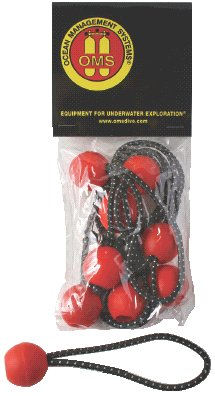 OCEAN MANAGEMENT SYSTEMS®
OMS
EQUIPMENT FOR UNDERWATER EXPLORATION®
www.omsdive.com